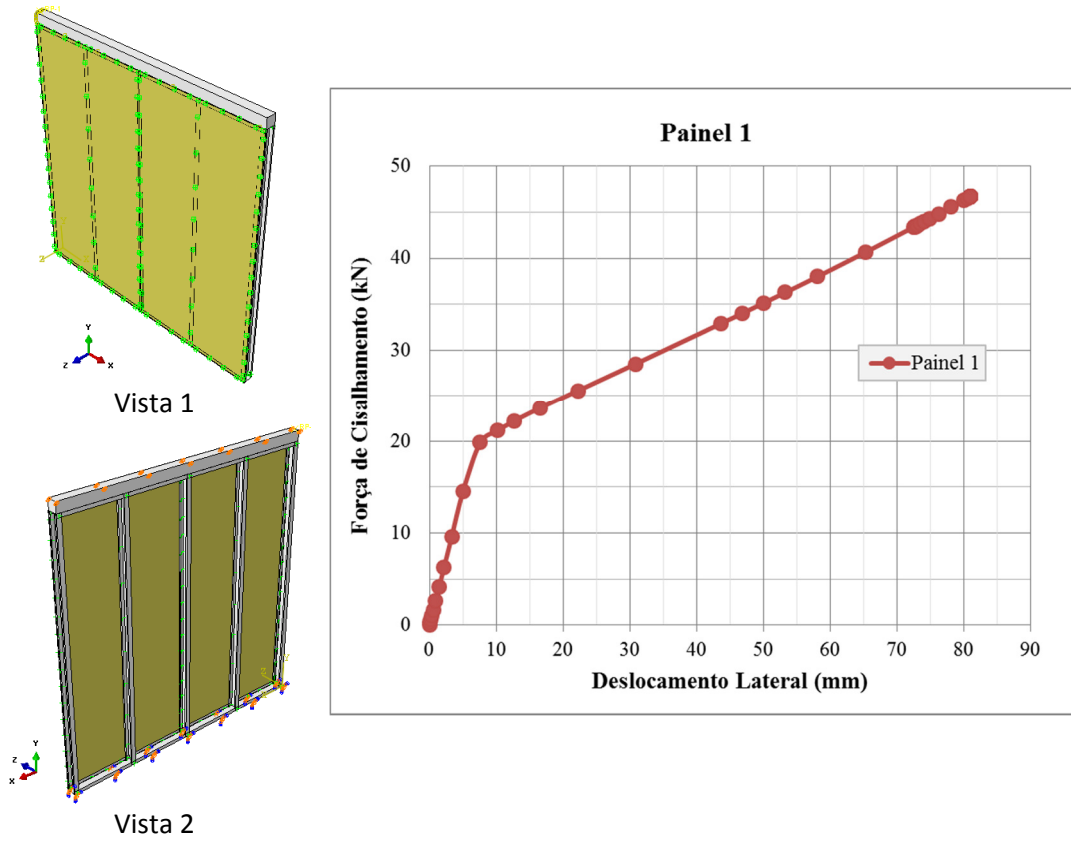 Y
Z
X
Vista 1
Y
Z
X
Vista 2
Painel 1
Força de Cisalhamento (kN)
50
40
30
20
10
0
0 10 20 30 40 50 60 70 80 90
Deslocamento Lateral (mm)
Painel 1